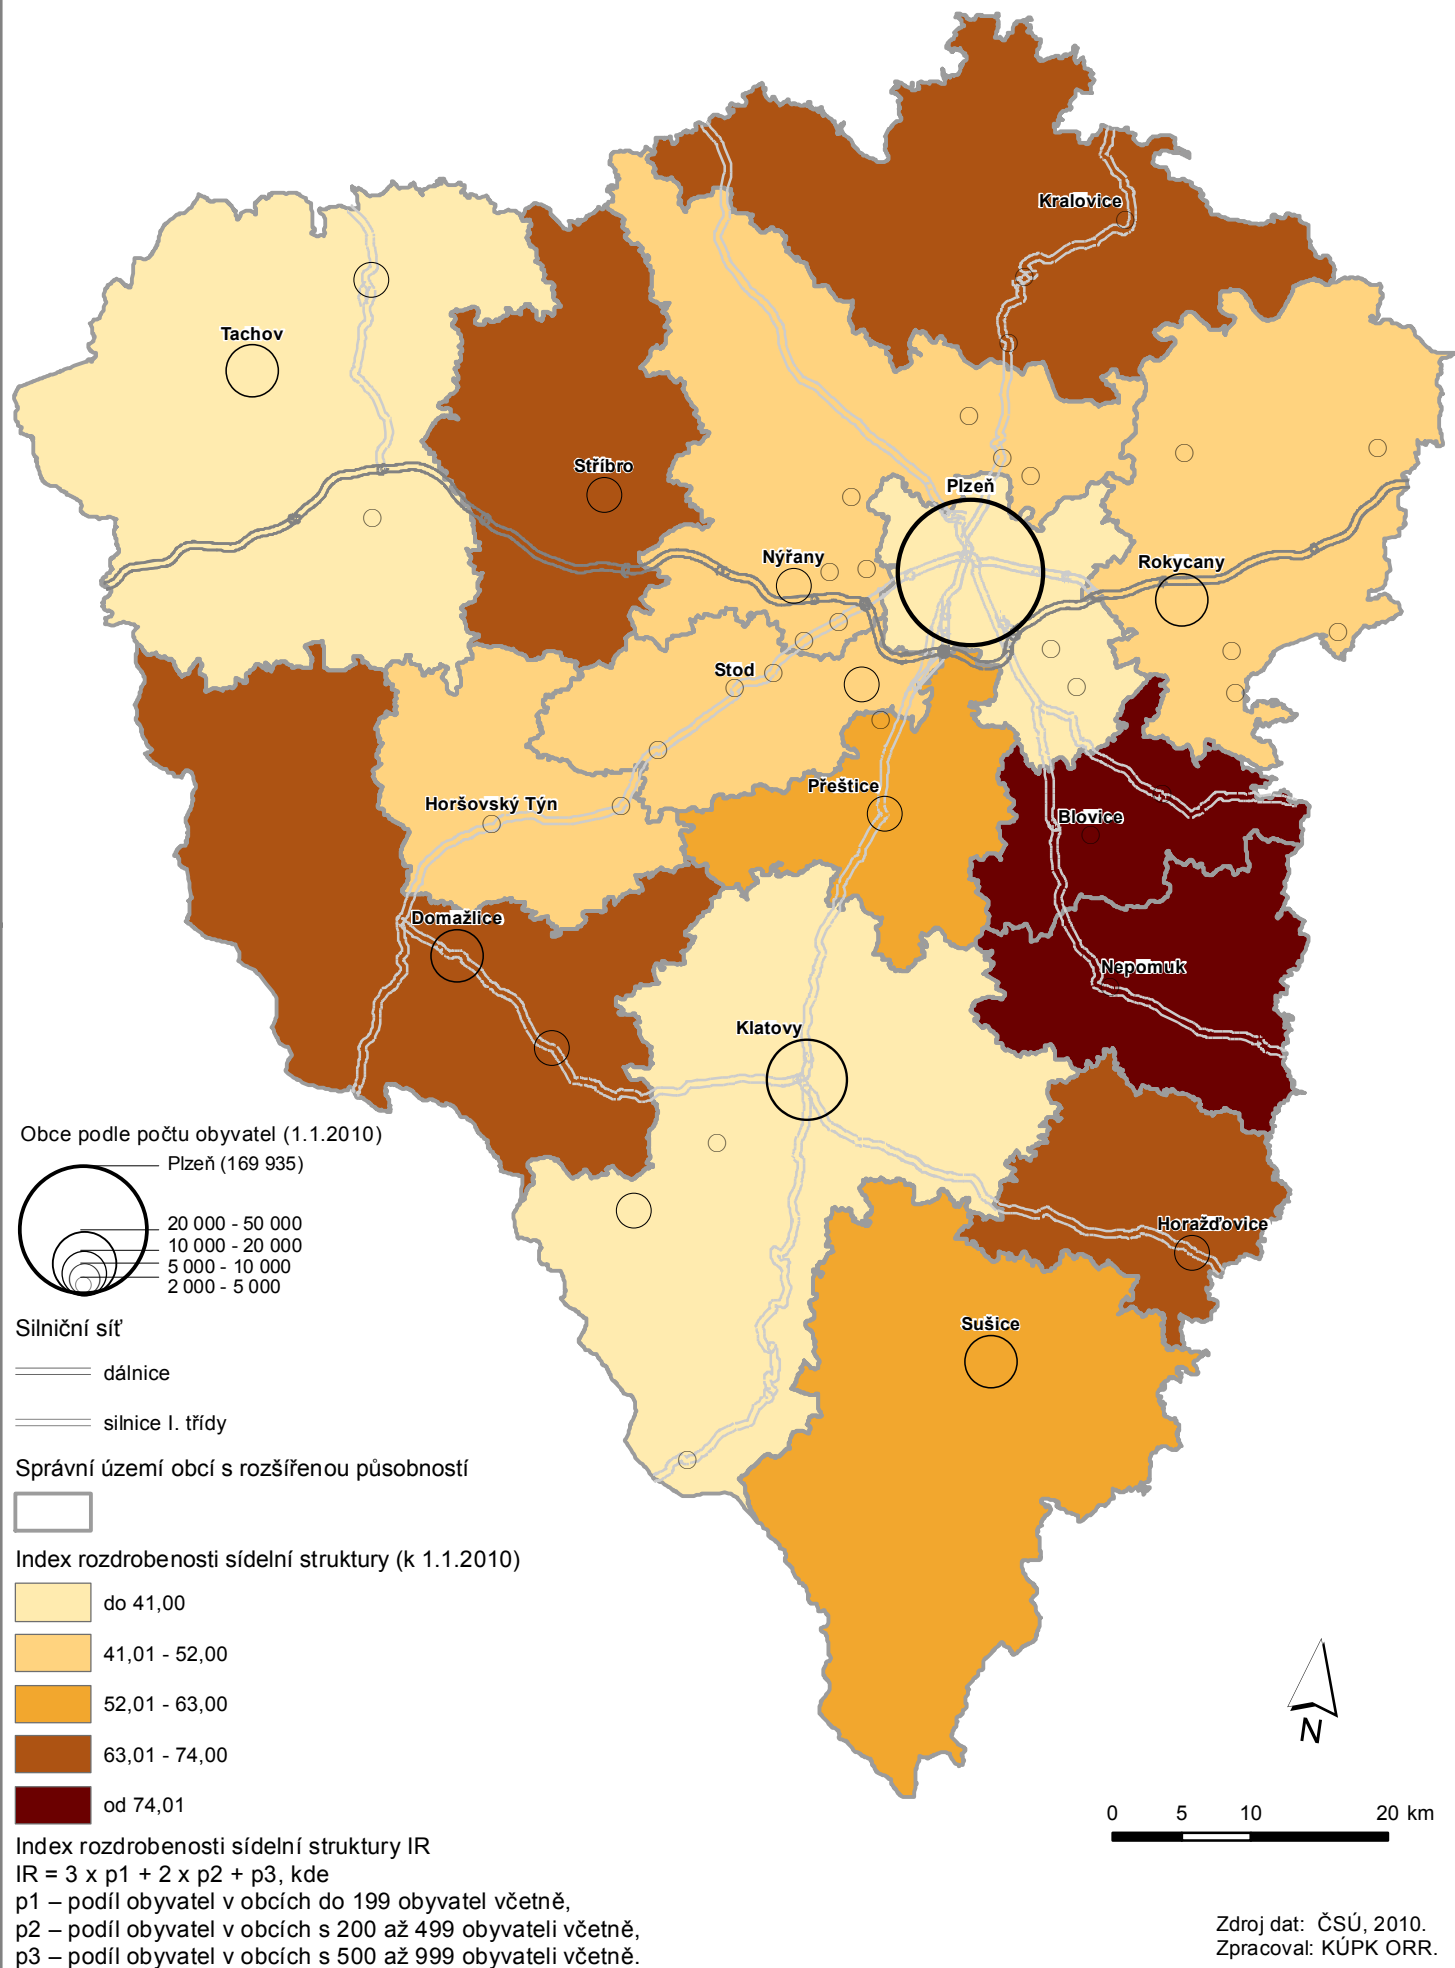 Kralovice
Tachov
Stříbro
Plzeň
Nýřany
Rokycany
Stod
Přeštice
Horšovský Týn
Blovice
Domažlice
Nepomuk
Klatovy
Horažďovice
Sušice
Obce podle počtu obyvatel (1.1.2010)
Plzeň (169 935)
20 000 - 50 000
10 000 - 20 000
5 000 - 10 000
2 000 - 5 000
Silniční síť
dálnice
silnice I. třídy
Správní území obcí s rozšířenou působností
Index rozdrobenosti sídelní struktury (k 1.1.2010)
do 41,00
41,01 - 52,00
52,01 - 63,00
63,01 - 74,00
od 74,01
N
0 5 10 20 km
Index rozdrobenosti sídelní struktury IR
IR = 3 x p1 + 2 x p2 + p3, kde
p1 – podíl obyvatel v obcích do 199 obyvatel včetně,
p2 – podíl obyvatel v obcích s 200 až 499 obyvateli včetně,
p3 – podíl obyvatel v obcích s 500 až 999 obyvateli včetně.
Zdroj dat: ČSÚ, 2010.
Zpracoval: KÚPK ORR.